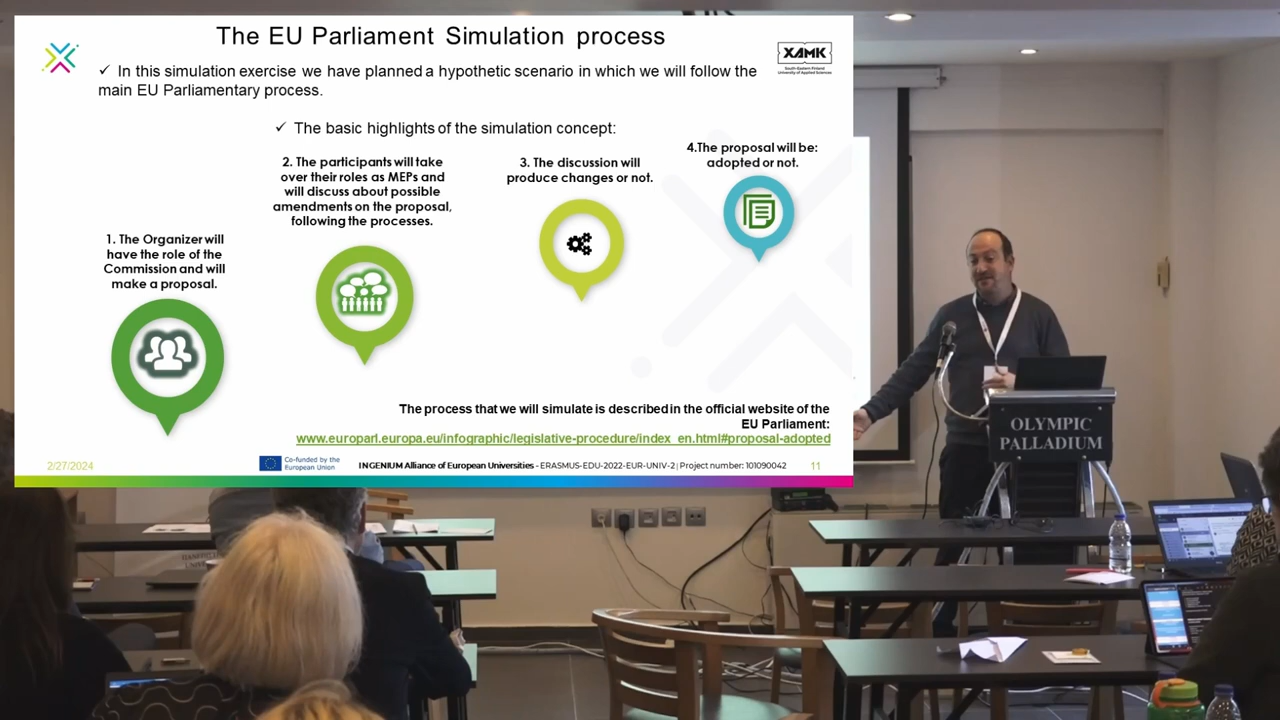 The EU Parliament Simulation process
XAMK
South-Eastern Finland
University of Applied Sciences
In this simulation exercise we have planned a hypothetic scenario in which we will follow the
main EU Parliamentary process.
✓ The basic highlights of the simulation concept:
1. The Organizer will
have the role of the
Commission and will
make a proposal.
2. The participants will take
over their roles as MEPs and
will discuss about possible
amendments on the proposal,
following the processes.
3. The discussion will
produce changes or not.
4.The proposal will be:
adopted or not.
The process that we will simulate is described in the official website of the
EU Parliament:
www.europarl.europa.eu/infographic/legislative-procedure/index_en.html#proposal-adopted
2/27/2024
Co-funded by the
European Union
INGENIUM Alliance of European Universities - ERASMUS-EDU-2022-EUR-UNIV-2 | Project number: 101090042
11
OLYMPIC
PALLADIUM